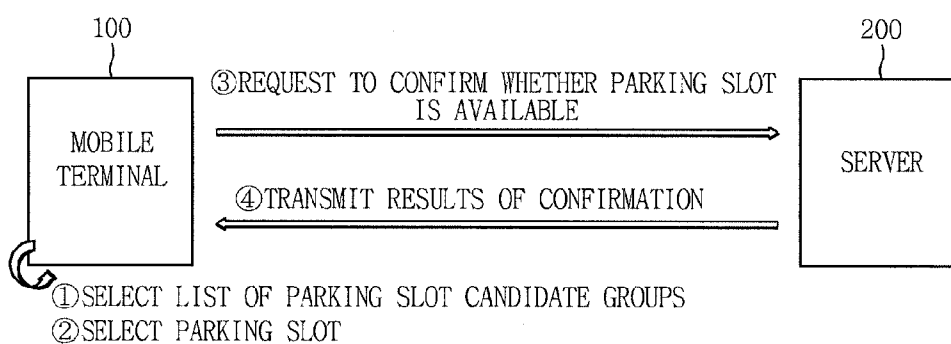 100
200
③REQUEST TO CONFIRM WHETHER PARKING SLOT
IS AVAILABLE
MOBILE
TERMINAL
SERVER
④TRANSMIT RESULTS OF CONFIRMATION
①SELECT LIST OF PARKING SLOT CANDIDATE GROUPS
②SELECT PARKING SLOT